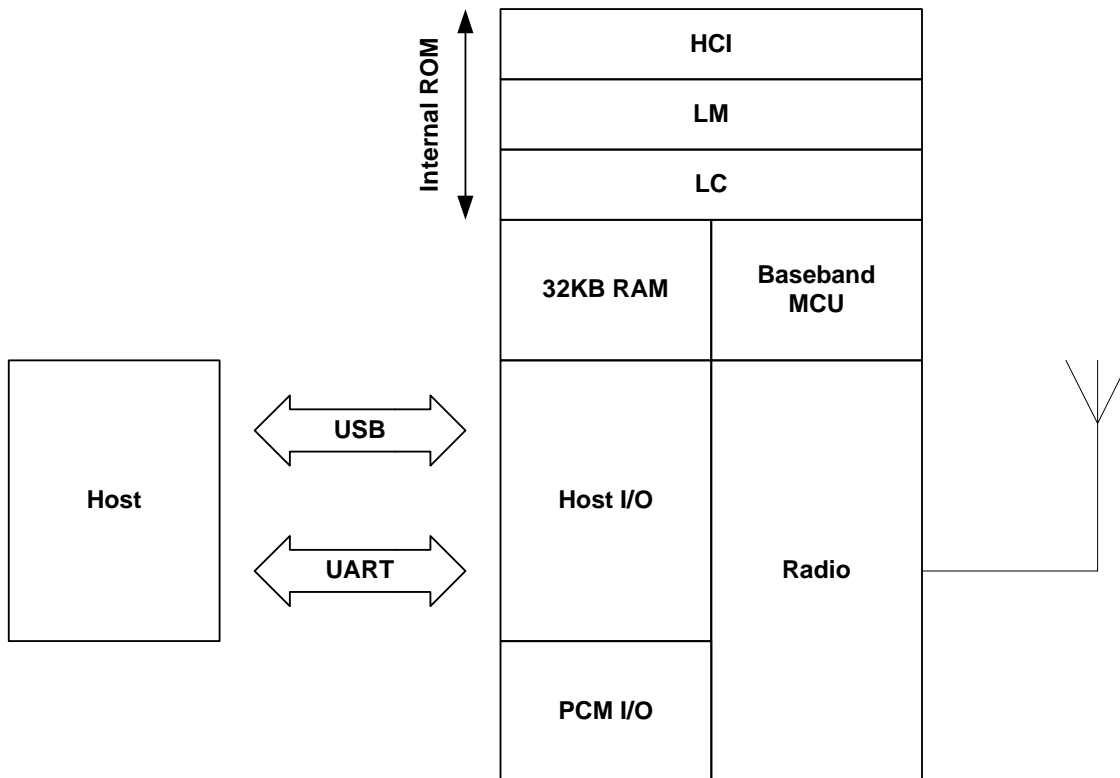 Internal ROM
HCI
LM
LC
32KB RAM
Baseband
MCU
Host
USB
UART
Host I/O
Radio
PCM I/O